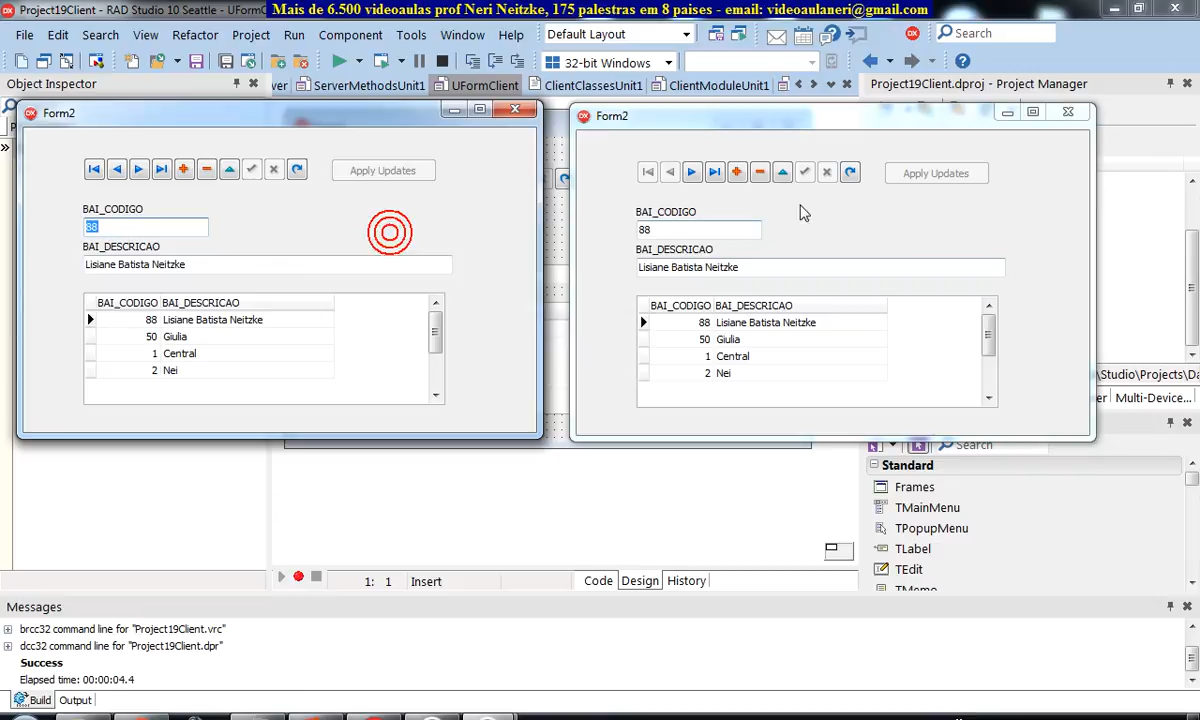 Project19Client - RAD Studio 10 Seattle - UFormC
Mais de 6.500 videoaulas prof Neri Neitzke, 175 palestras em 8 paises - email: videoaulaneri@gmail.com
File Edit Search View Refactor Project Run Component Tools Window Help
Default Layout
Search
32-bit Windows
Object Inspector
ver ServerMethodsUnit1 UFormClient ClientClassesUnit1 ClientModuleUnit1
Project19Client.dproj - Project Manager
Form2
Apply Updates
BAI_CODIGO
88
BAI_DESCRICAO
Lisiane Batista Neitzke
BAI_CODIGO BAI_DESCRICAO
88 Lisiane Batista Neitzke
50 Giulia
1 Central
2 Nei
Form2
Apply Updates
BAI_CODIGO
88
BAI_DESCRICAO
Lisiane Batista Neitzke
BAI_CODIGO BAI_DESCRICAO
88 Lisiane Batista Neitzke
50 Giulia
1 Central
2 Nei
\Studio\Projects\Da
er Multi-Device...
Search
Standard
Frames
TMainMenu
TPopupMenu
TLabel
TEdit
TMemo
1: 1 Insert
Code Design History
Messages
brcc32 command line for "Project19Client.vrc"
dcc32 command line for "Project19Client.dpr"
Success
Elapsed time: 00:00:04.4
Build Output